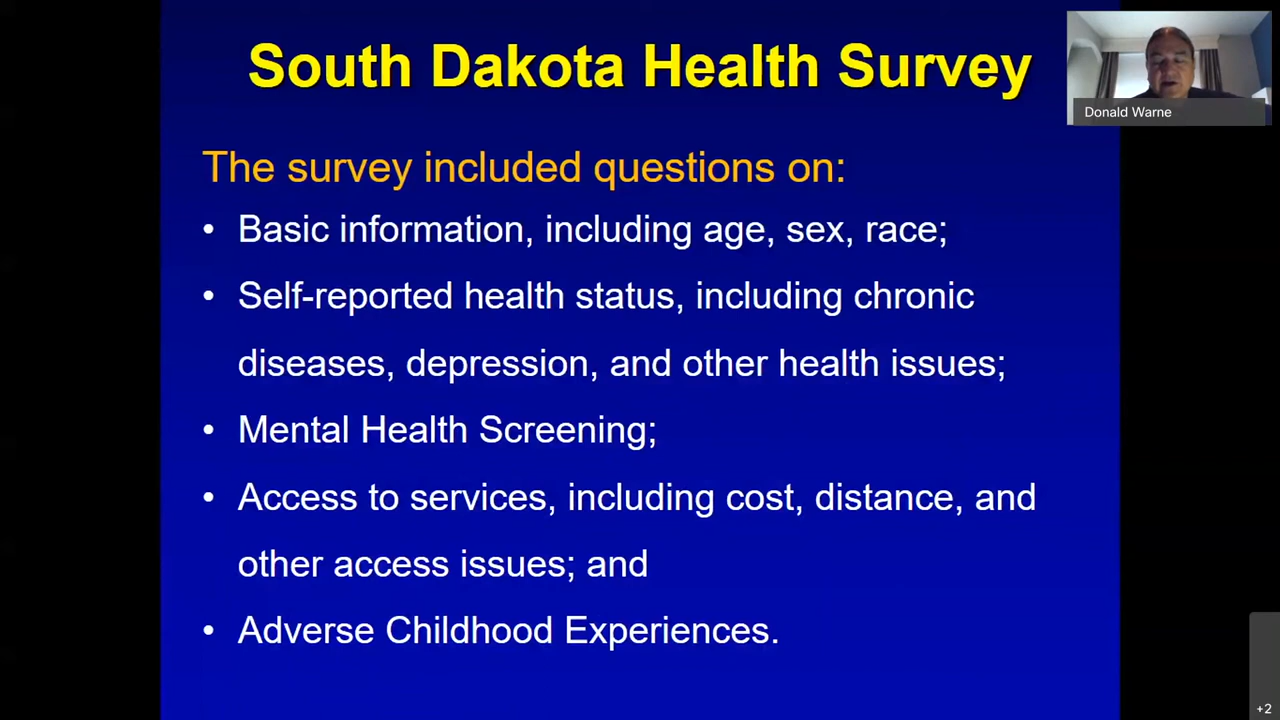 South Dakota Health Survey
Donald Warne
The survey included questions on:
• Basic information, including age, sex, race;
• Self-reported health status, including chronic
diseases, depression, and other health issues;
• Mental Health Screening;
• Access to services, including cost, distance, and
other access issues; and
• Adverse Childhood Experiences.
+2